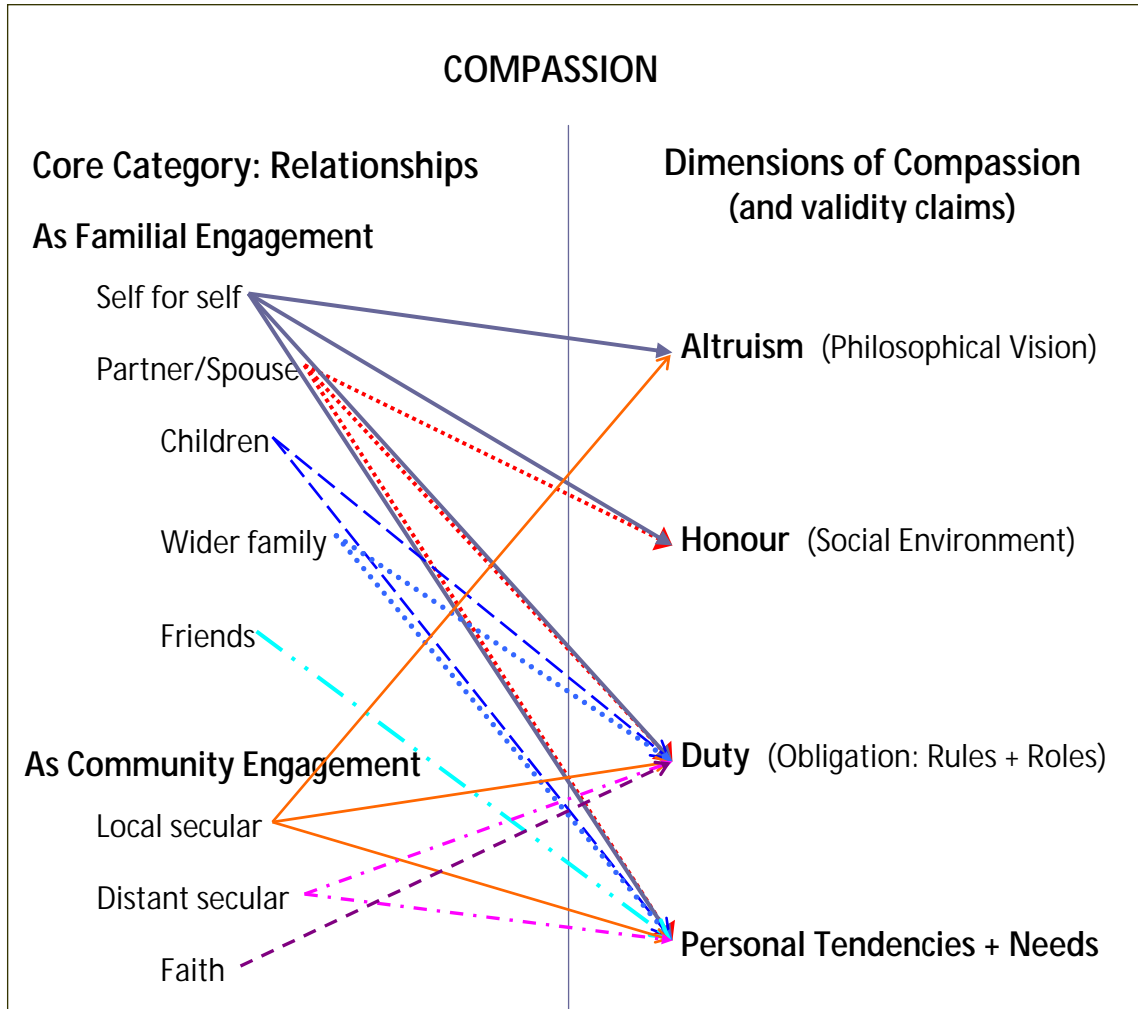 COMPASSION
Core Category: Relationships
As Familial Engagement
Self for self
Partner/Spouse
Children
Wider family
Friends
As Community Engagement
Local secular
Distant secular
Faith
Dimensions of Compassion
(and validity claims)
Altruism (Philosophical Vision)
Honour (Social Environment)
Duty (Obligation: Rules + Roles)
Personal Tendencies + Needs